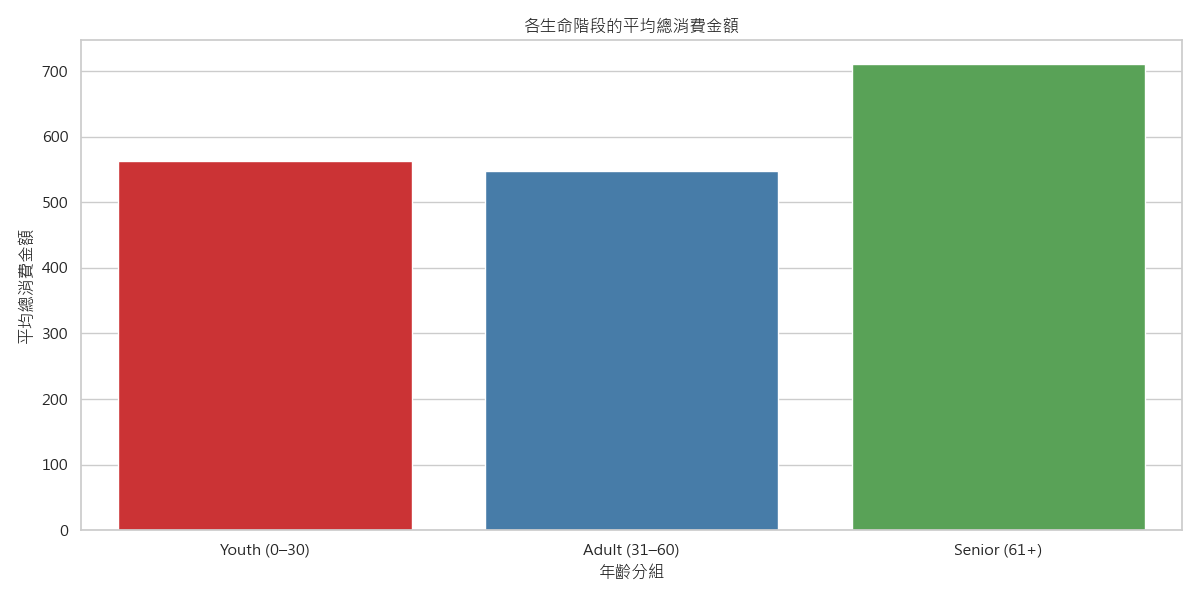 各生命階段的平均總消費金額
平均總消費金額
700
600
500
400
300
200
100
0
Youth (0–30)
Adult (31–60)
Senior (61+)
年齡分組